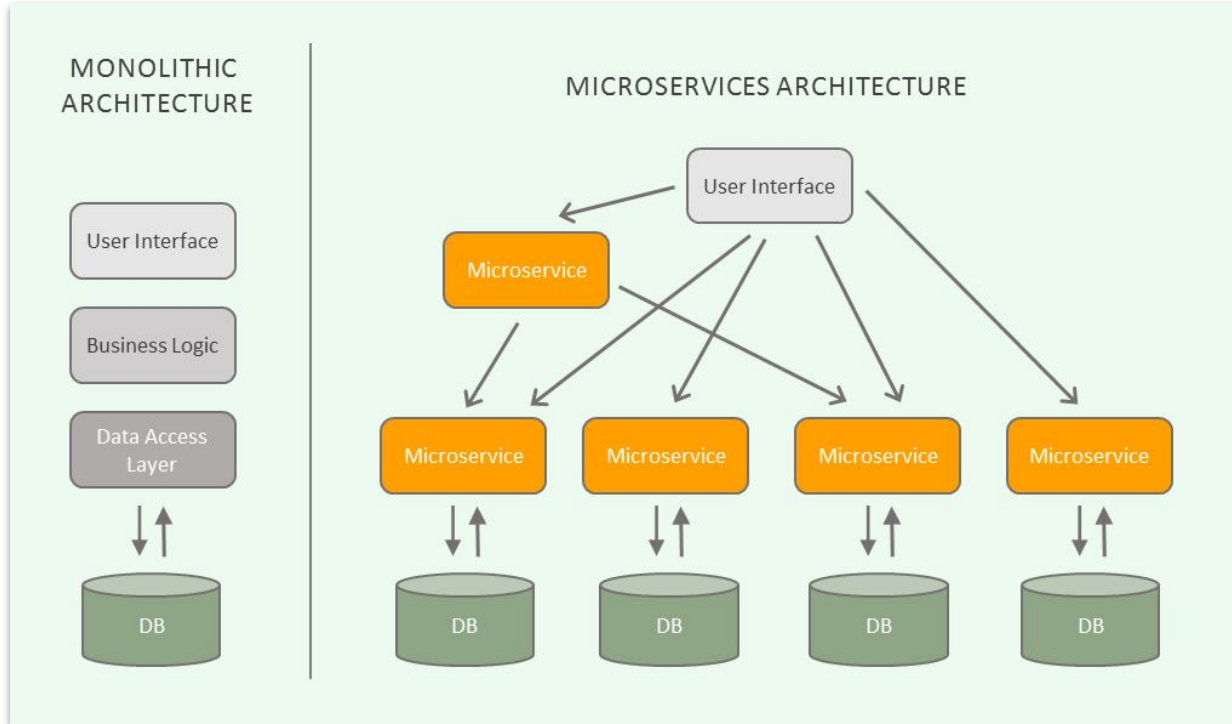 MONOLITHIC
ARCHITECTURE
User Interface
Business Logic
Data Access
Layer
DB
MICROSERVICES ARCHITECTURE
User Interface
Microservice
Microservice
Microservice
Microservice
Microservice
DB
DB
DB
DB